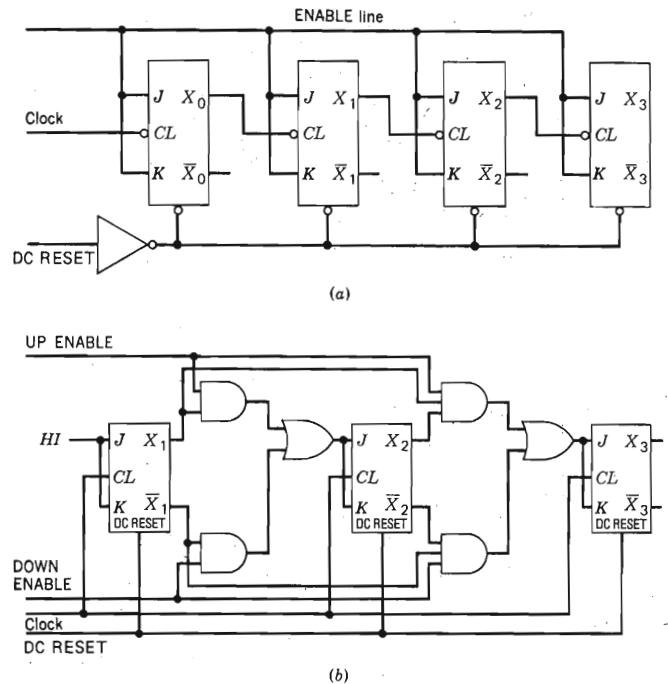 ENABLE line
J X0 J X1 J X2 J X3
Clock
CL CL CL CL
K X̅0 K X̅1 K X̅2 K X̅3
DC RESET
(a)
UP ENABLE
HI J X1 J X2 J X3
CL CL CL
K X̅1 K X̅2 K X̅3
DC RESET DC RESET DC RESET
DOWN
ENABLE
Clock
DC RESET
(b)